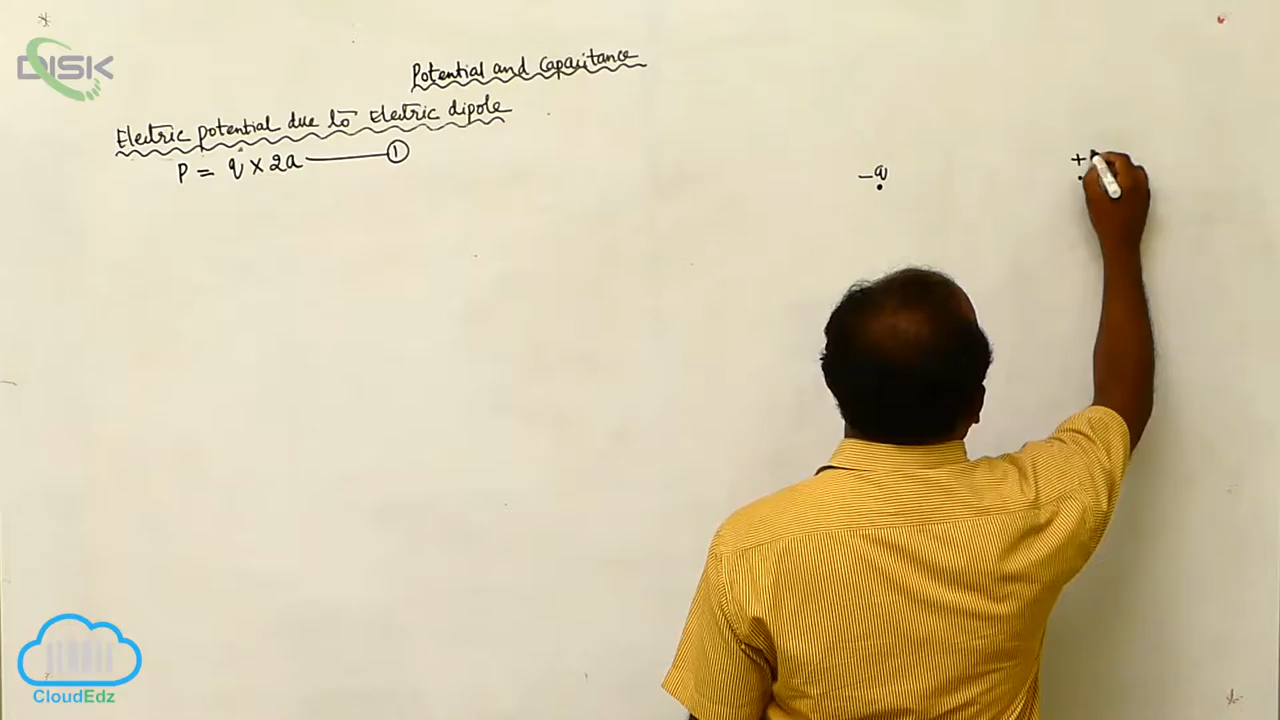 DISK
Potential and Capacitance
Electric potential due to Electric dipole
P = q × 2a ——— ①
−q
+
CloudEdz